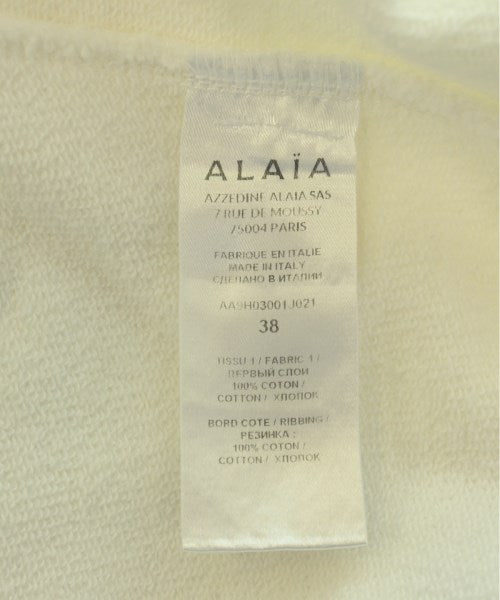 ALAÏA
AZZEDINE ALAIA SAS
7 RUE DE MOUSSY
75004 PARIS
FABRIQUE EN ITALIE
MADE IN ITALY
СДЕЛАНО В ИТАЛИИ
AA9H03001J021
38
TISSU 1 / FABRIC 1 /
ПЕРВЫЙ СЛОЙ
100% COTON /
COTTON / ХЛОПОК
BORD COTE / RIBBING /
РЕЗИНКА :
100% COTON /
COTTON / ХЛОПОК